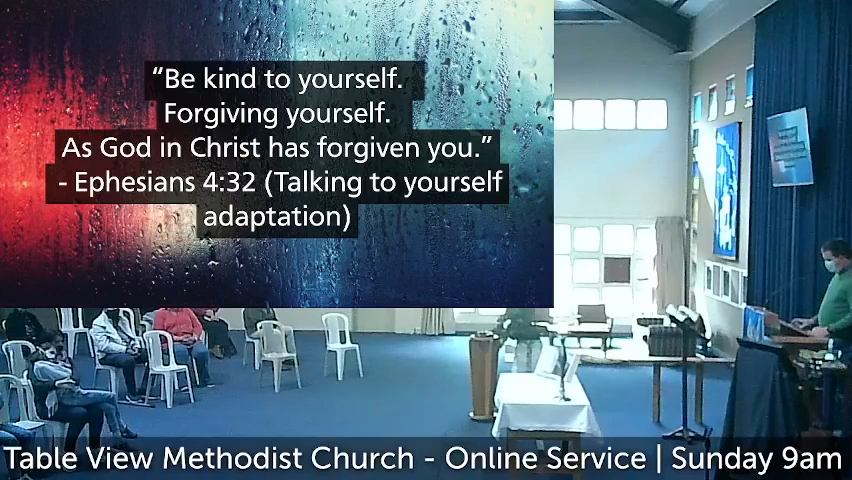 “Be kind to yourself.
Forgiving yourself.
As God in Christ has forgiven you.”
- Ephesians 4:32 (Talking to yourself
adaptation)
Table View Methodist Church - Online Service | Sunday 9am